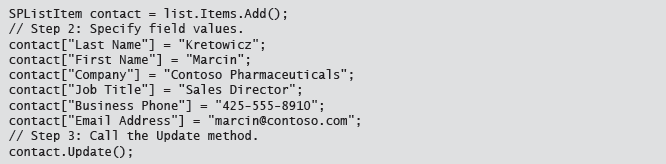 SPListItem contact = list.Items.Add();
// Step 2: Specify field values.
contact["Last Name"] = "Kretowicz";
contact["First Name"] = "Marcin";
contact["Company"] = "Contoso Pharmaceuticals";
contact["Job Title"] = "Sales Director";
contact["Business Phone"] = "425-555-8910";
contact["Email Address"] = "marcin@contoso.com";
// Step 3: Call the Update method.
contact.Update();